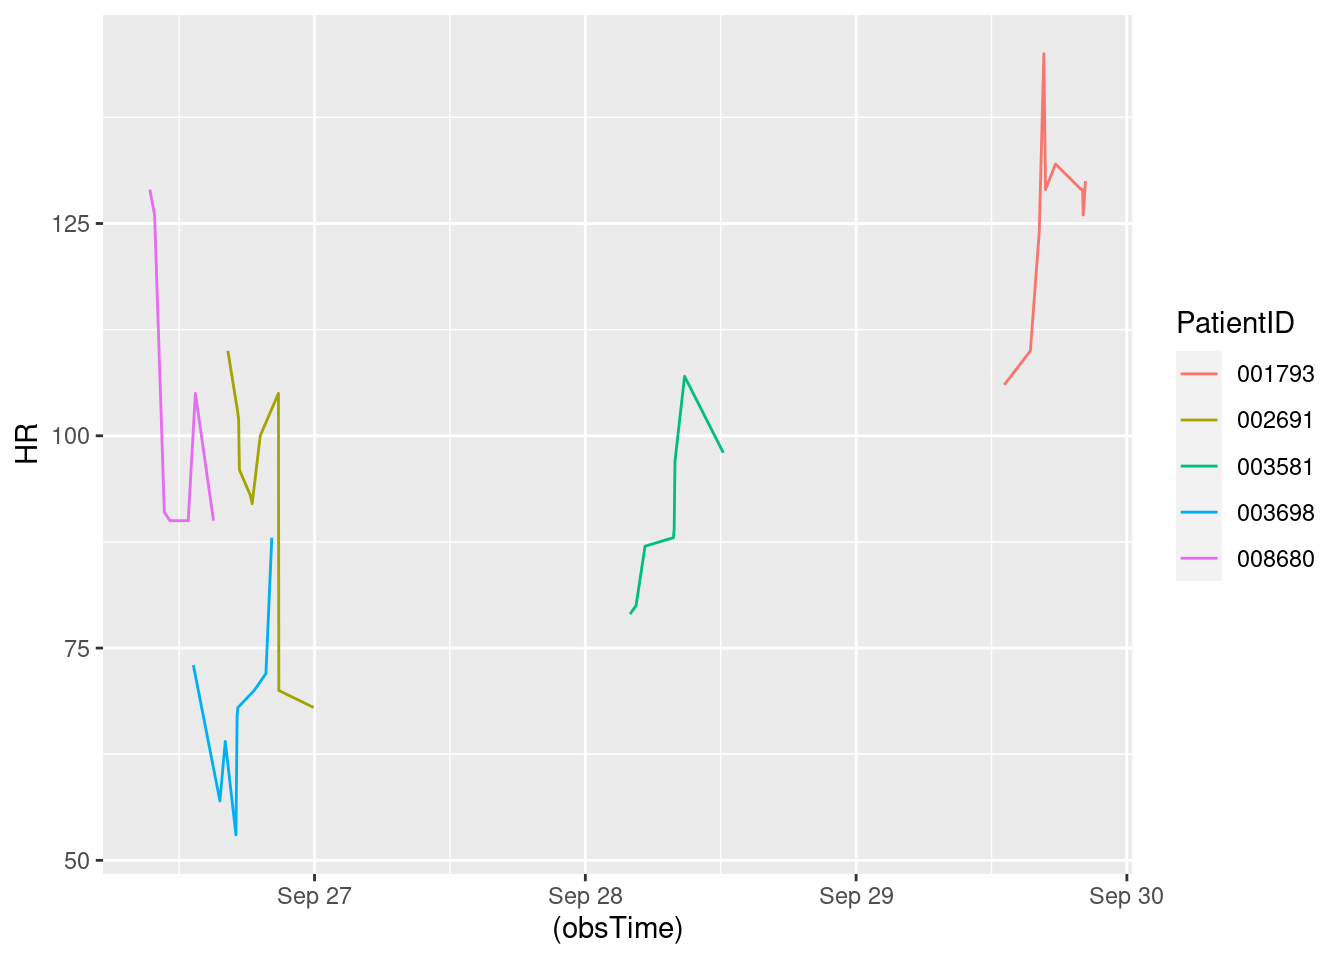 HR
125
100
75
50
Sep 27
Sep 28
Sep 29
Sep 30
(obsTime)
PatientID
001793
002691
003581
003698
008680